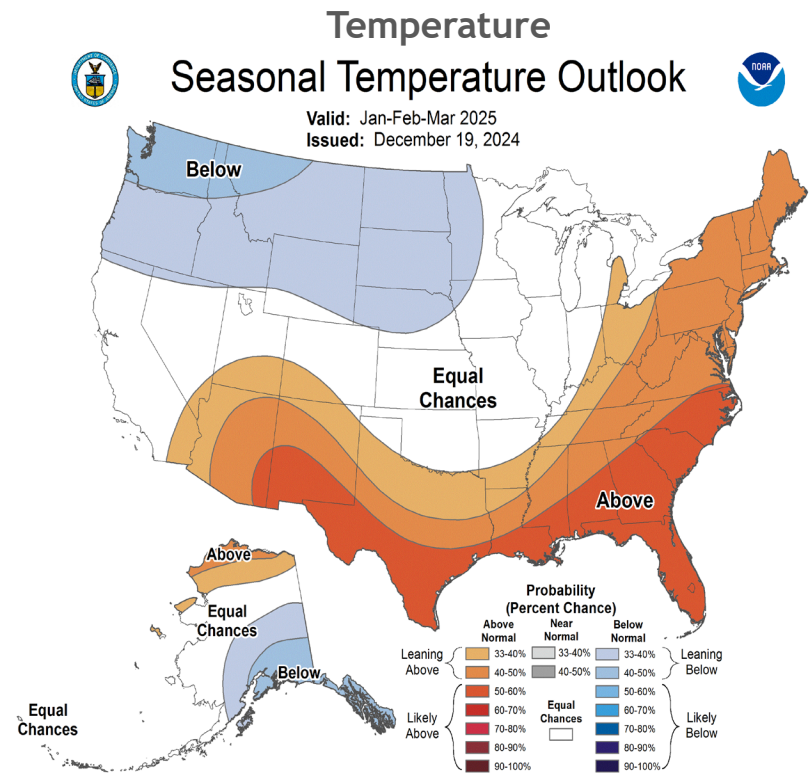 Temperature
Seasonal Temperature Outlook
NOAA
Valid: Jan-Feb-Mar 2025
Issued: December 19, 2024
Below
Equal
Chances
Above
Above
Equal
Chances
Below
Equal
Chances
Probability
(Percent Chance)
Above
Normal
Near
Normal
Below
Normal
Leaning
Above
33-40%
40-50%
33-40%
40-50%
33-40%
40-50%
Leaning
Below
Likely
Above
50-60%
60-70%
70-80%
80-90%
90-100%
Equal
Chances
50-60%
60-70%
70-80%
80-90%
90-100%
Likely
Below